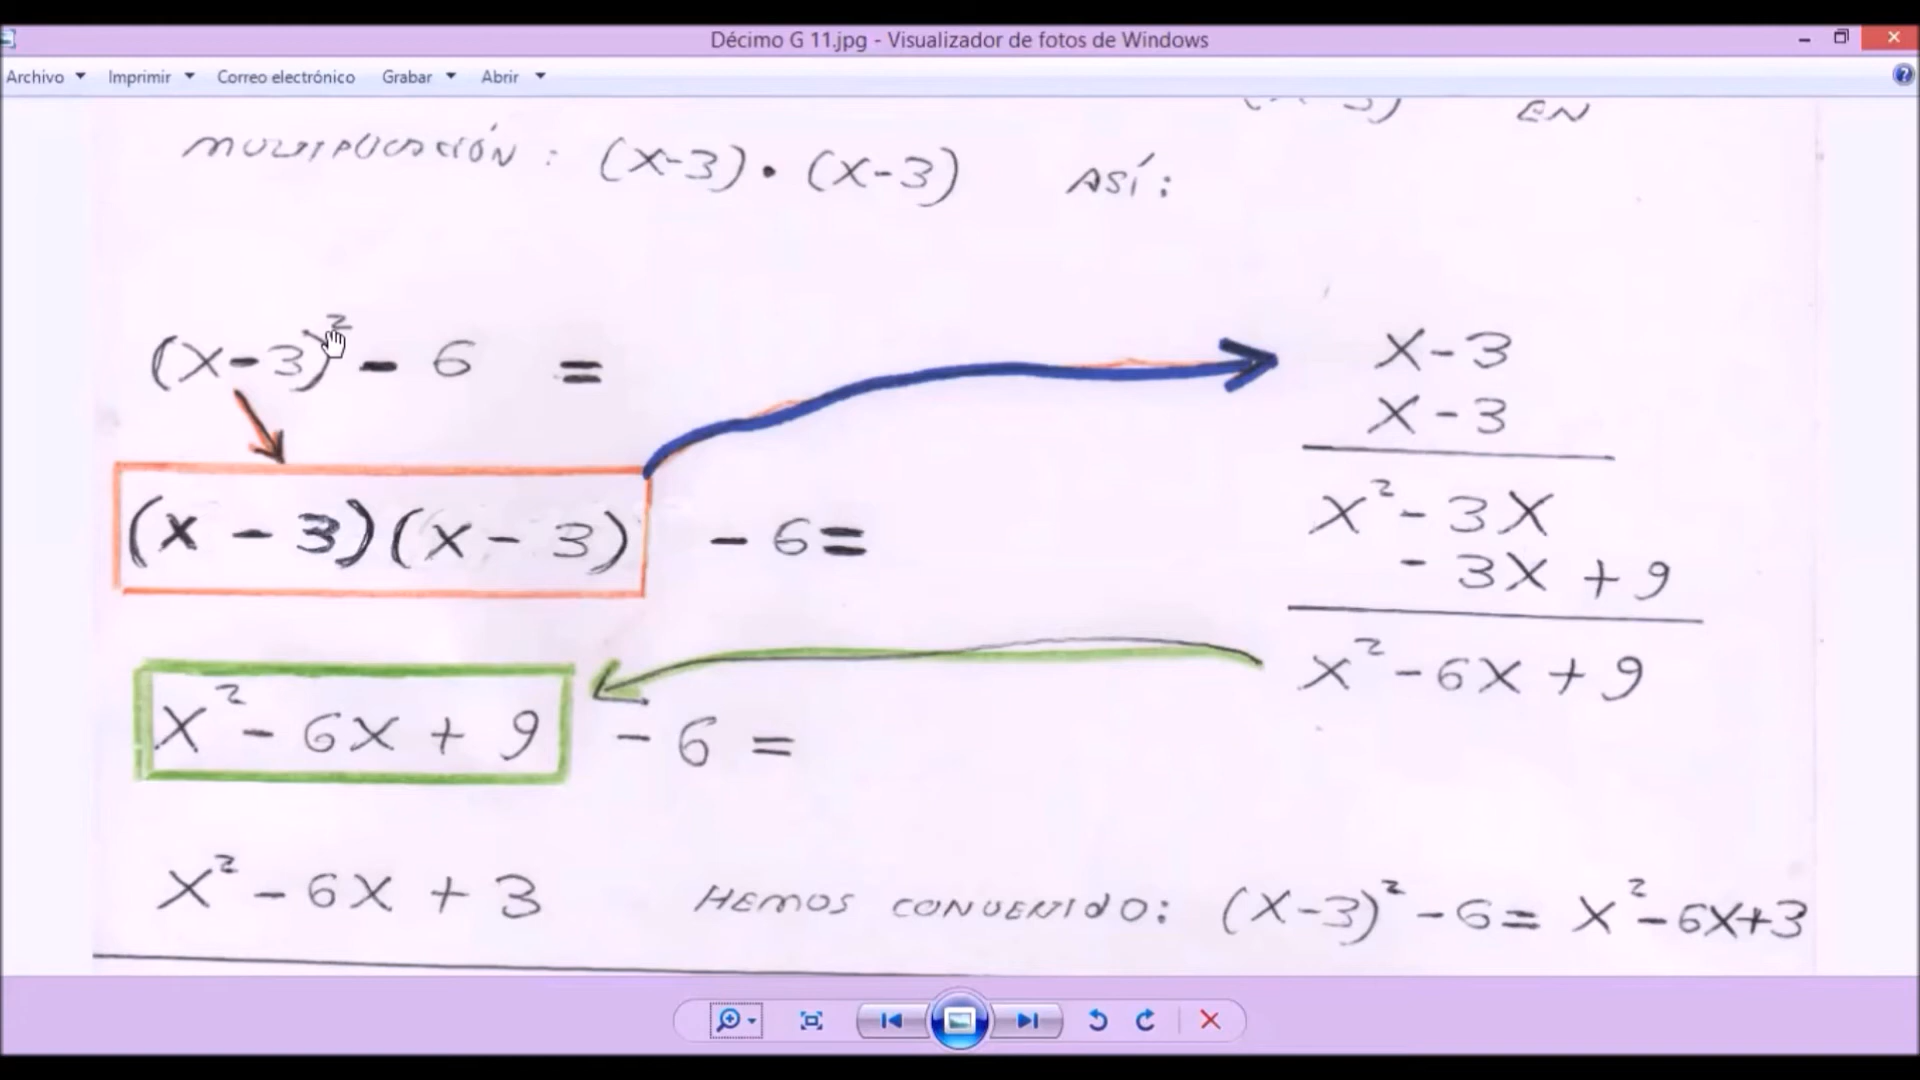 Décimo G 11.jpg - Visualizador de fotos de Windows
Archivo Imprimir Correo electrónico Grabar Abrir
EN
MULTIPLICACIÓN: (X-3) • (X-3) ASÍ:
(X-3)² - 6 =
(X - 3)(X - 3) - 6 =
X² - 6X + 9 - 6 =
X² - 6X + 3
X - 3
X - 3
X² - 3X
- 3X + 9
X² - 6X + 9
HEMOS CONVERTIDO: (X-3)² - 6 = X² - 6X + 3